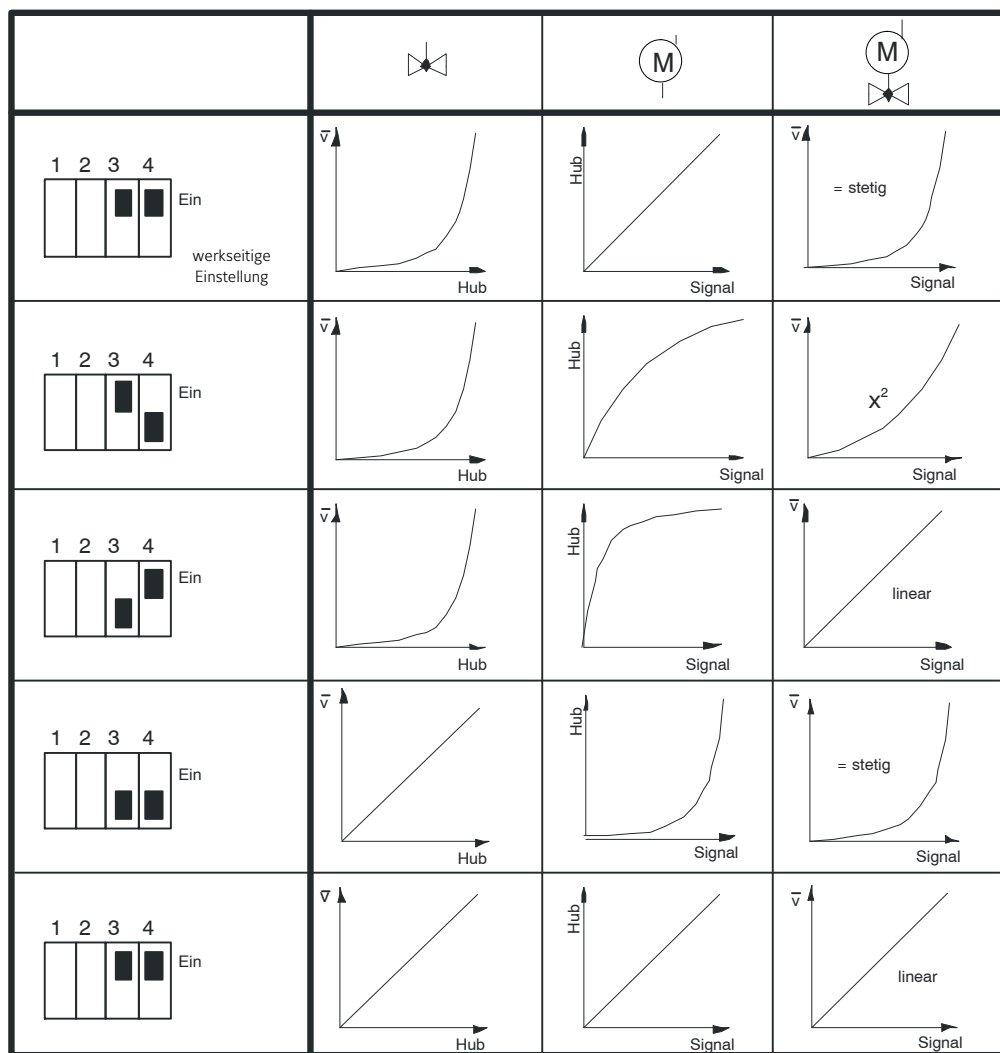 M
M
1 2 3 4
Ein
werkseitige
Einstellung
v̅
Hub
Hub
Signal
v̅
= stetig
Signal
1 2 3 4
Ein
v̅
Hub
Hub
Signal
v̅
x²
Signal
1 2 3 4
Ein
v̅
Hub
Hub
Signal
v̅
linear
Signal
1 2 3 4
Ein
v̅
Hub
Hub
Signal
v̅
= stetig
Signal
1 2 3 4
Ein
v̅
Hub
Hub
Signal
v̅
linear
Signal